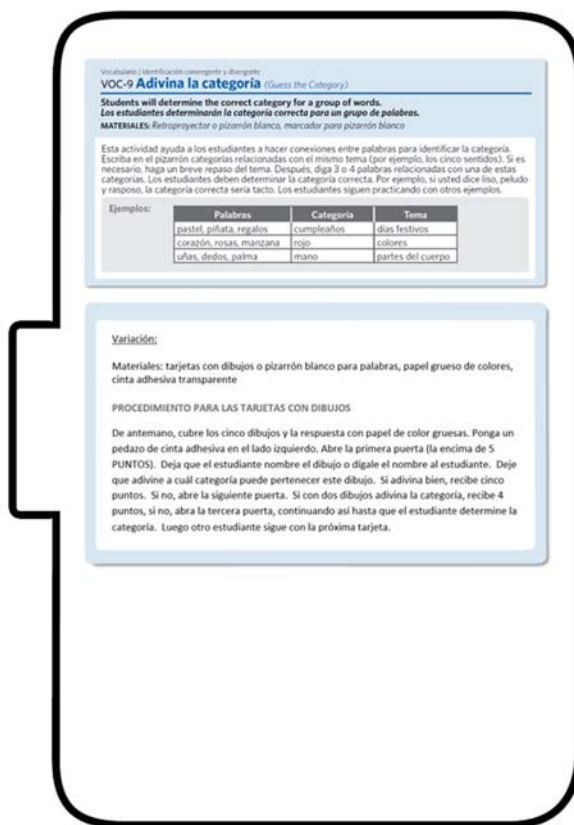 Vocabulario | Identificación convergente y divergente
VOC-9 Adivina la categoría (Guess the Category)
Students will determine the correct category for a group of words.
Los estudiantes determinarán la categoría correcta para un grupo de palabras.
MATERIALES: Retroproyector o pizarrón blanco, marcador para pizarrón blanco
Esta actividad ayuda a los estudiantes a hacer conexiones entre palabras para identificar la categoría.
Escriba en el pizarrón categorías relacionadas con el mismo tema (por ejemplo, los cinco sentidos). Si es
necesario, haga un breve repaso del tema. Después, diga 3 o 4 palabras relacionadas con una de estas
categorías. Los estudiantes deben determinar la categoría correcta. Por ejemplo, si usted dice liso, peludo
y rasposo, la categoría correcta sería tacto. Los estudiantes siguen practicando con otros ejemplos.
Ejemplos:
Palabras Categoría Tema
pastel, piñata, regalos cumpleaños días festivos
corazón, rosas, manzana rojo colores
uñas, dedos, palma mano partes del cuerpo
Variación:
Materiales: tarjetas con dibujos o pizarrón blanco para palabras, papel grueso de colores,
cinta adhesiva transparente
PROCEDIMIENTO PARA LAS TARJETAS CON DIBUJOS
De antemano, cubre los cinco dibujos y la respuesta con papel de color gruesas. Ponga un
pedazo de cinta adhesiva en el lado izquierdo. Abre la primera puerta (la encima de 5
PUNTOS). Deja que el estudiante nombre el dibujo o dígale el nombre al estudiante. Deje
que adivine a cuál categoría puede pertenecer este dibujo. Si adivina bien, recibe cinco
puntos. Si no, abre la siguiente puerta. Si con dos dibujos adivina la categoría, recibe 4
puntos, si no, abra la tercera puerta, continuando así hasta que el estudiante determine la
categoría. Luego otro estudiante sigue con la próxima tarjeta.